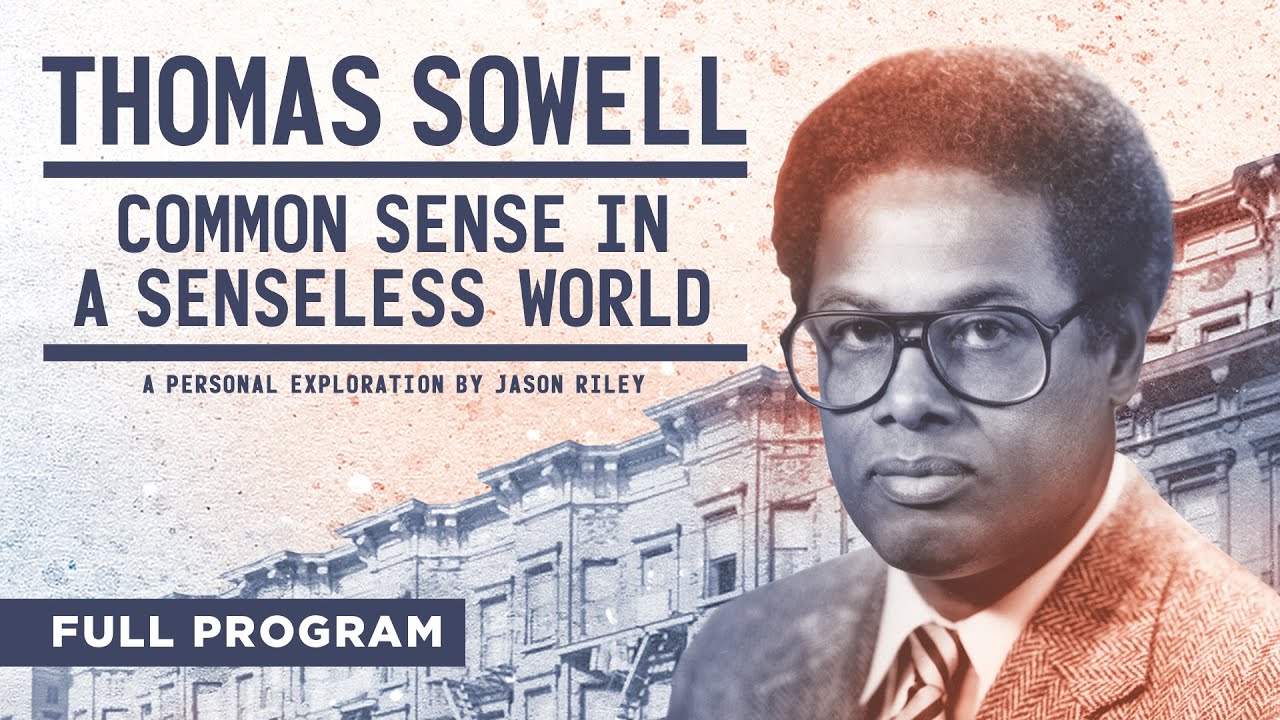 THOMAS SOWELL
COMMON SENSE IN
A SENSELESS WORLD
A PERSONAL EXPLORATION BY JASON RILEY
FULL PROGRAM